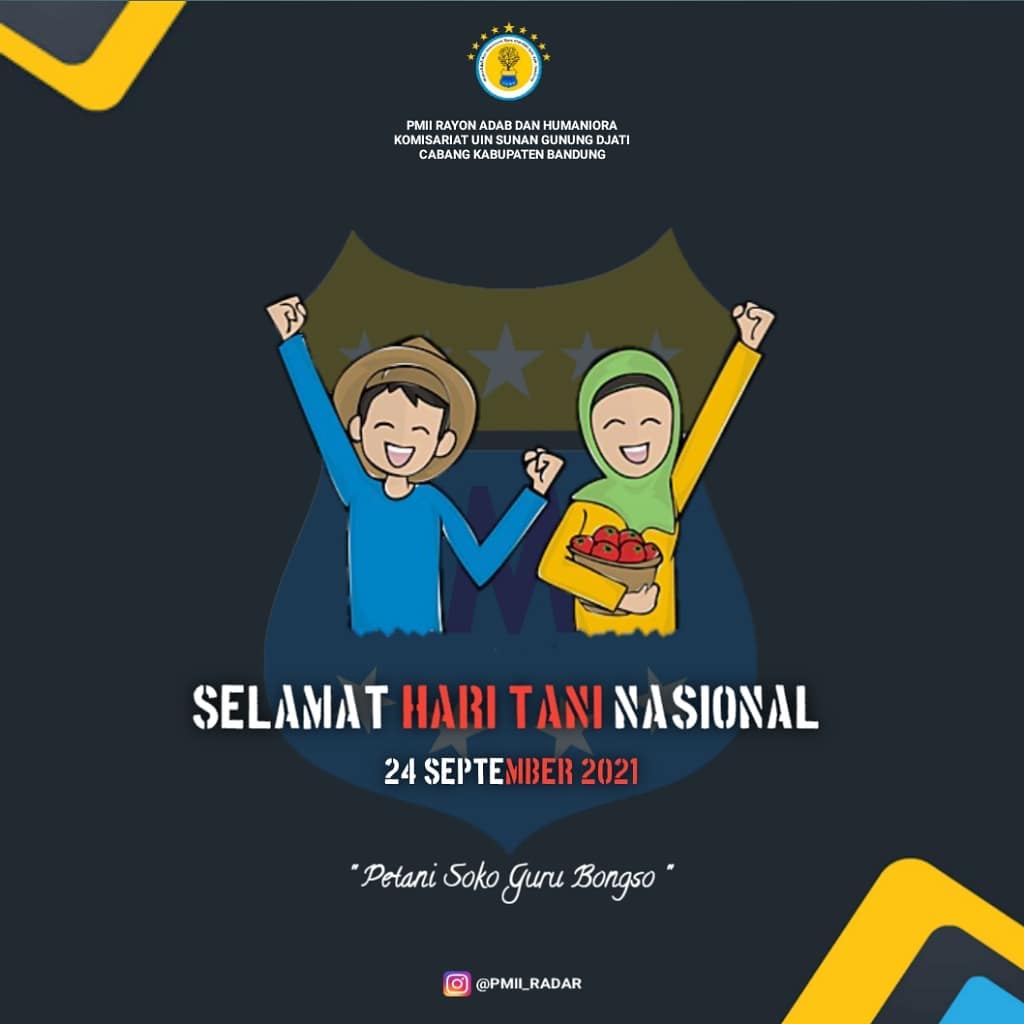 PMII RAYON ADAB DAN HUMANIORA
KOMISARIAT UIN SUNAN GUNUNG DJATI
CABANG KABUPATEN BANDUNG
M
SELAMAT HARI TANI NASIONAL
24 SEPTEMBER 2021
" Petani Soko Guru Bongso "
@PMII_RADAR